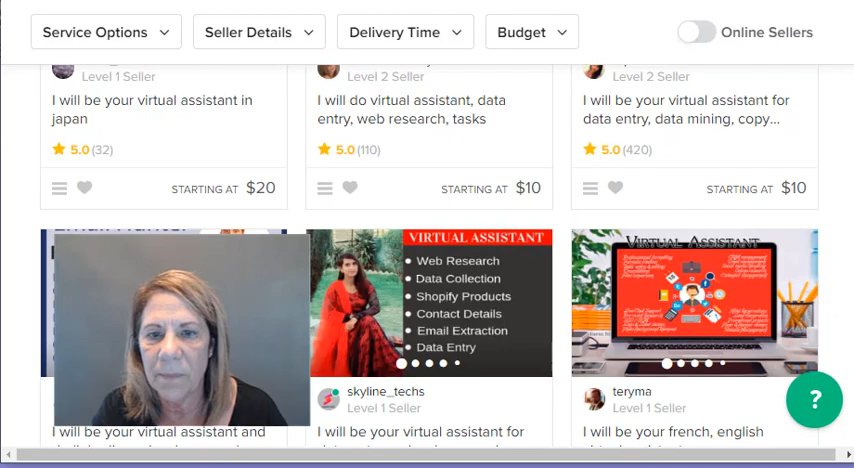 Service Options
Seller Details
Delivery Time
Budget
Online Sellers
Level 1 Seller
Level 2 Seller
Level 2 Seller
I will be your virtual assistant in
japan
I will do virtual assistant, data
entry, web research, tasks
I will be your virtual assistant for
data entry, data mining, copy...
5.0 (32)
5.0 (110)
5.0 (420)
STARTING AT $20
STARTING AT $10
STARTING AT $10
VIRTUAL ASSISTANT
• Web Research
• Data Collection
• Shopify Products
• Contact Details
• Email Extraction
• Data Entry
VIRTUAL ASSISTANT
skyline_techs
Level 1 Seller
teryma
Level 1 Seller
?
I will be your virtual assistant and
I will be your virtual assistant for
I will be your french, english